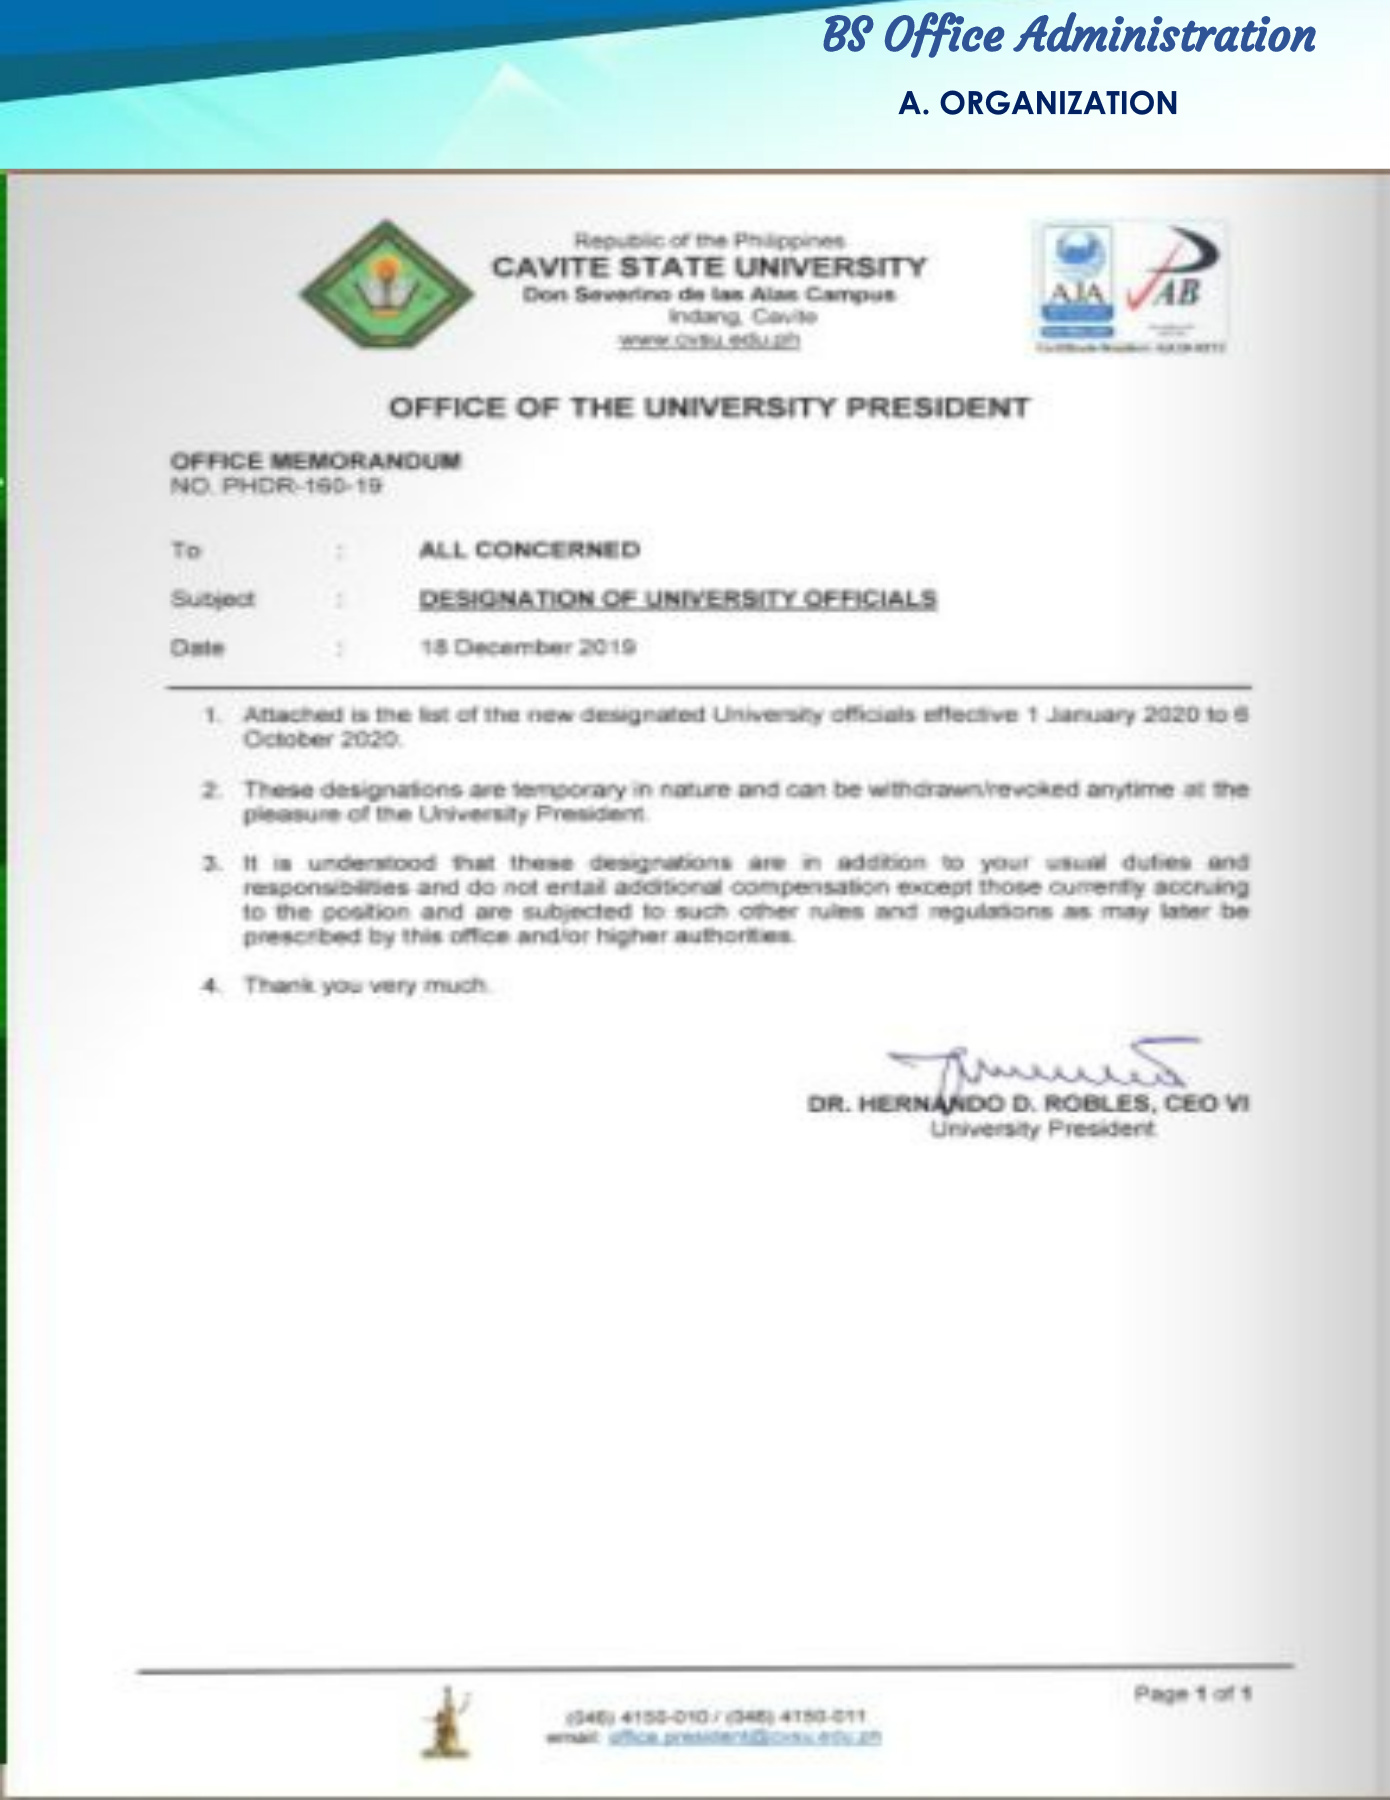 BS Office Administration
A. ORGANIZATION
Republic of the Philippines
CAVITE STATE UNIVERSITY
Don Severino de las Alas Campus
Indang, Cavite
www.cvsu.edu.ph
AJA
PAB
OFFICE OF THE UNIVERSITY PRESIDENT
OFFICE MEMORANDUM
NO. PHDR-160-19
To : ALL CONCERNED
Subject : DESIGNATION OF UNIVERSITY OFFICIALS
Date : 18 December 2019
1. Attached is the list of the new designated University officials effective 1 January 2020 to 6
October 2020.
2. These designations are temporary in nature and can be withdrawn/revoked anytime at the
pleasure of the University President.
3. It is understood that these designations are in addition to your usual duties and
responsibilities and do not entail additional compensation except those currently accruing
to the position and are subjected to such other rules and regulations as may later be
prescribed by this office and/or higher authorities.
4. Thank you very much.
DR. HERNANDO D. ROBLES, CEO VI
University President
Page 1 of 1
(046) 4150-010 / (046) 4150-011
email: office.president@cvsu.edu.ph